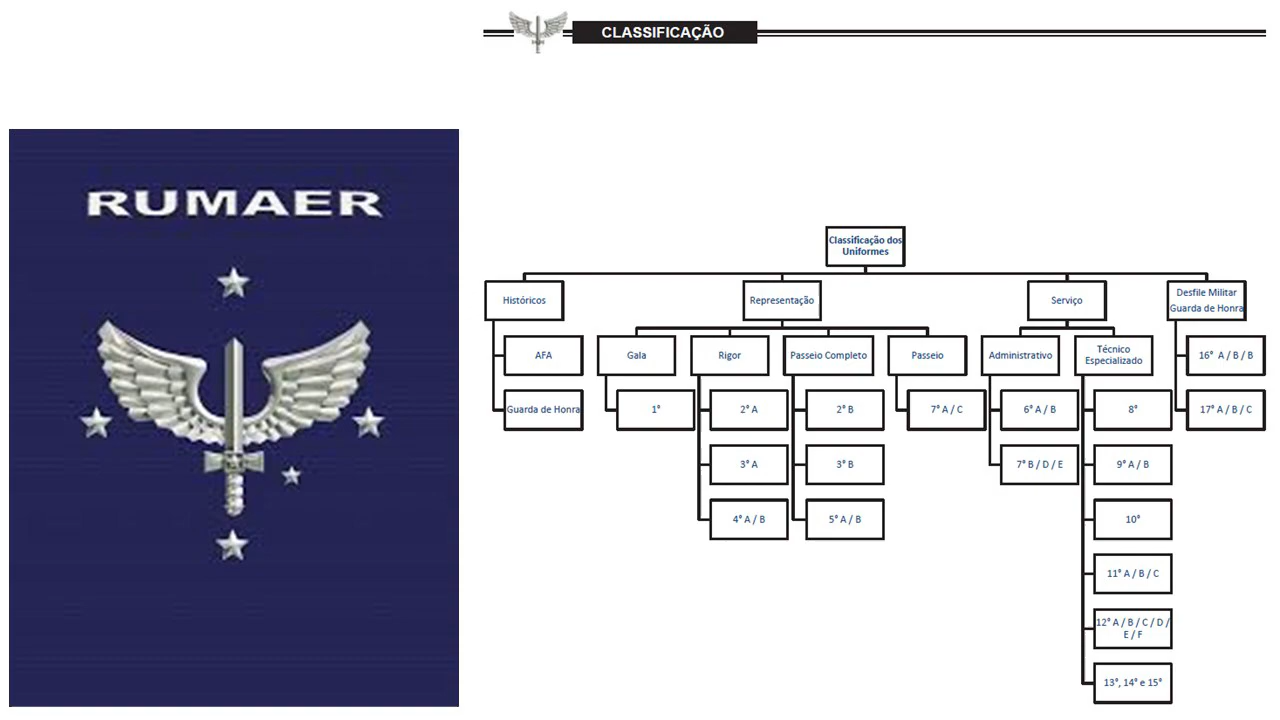 CLASSIFICAÇÃO
RUMAER
Classificação dos
Uniformes
Históricos
Representação
Serviço
Desfile Militar
Guarda de Honra
AFA
Gala
Rigor
Passeio Completo
Passeio
Administrativo
Técnico
Especializado
16° A / B / B
Guarda de Honra
1°
2° A
2° B
7° A / C
6° A / B
8°
17° A / B / C
3° A
3° B
7° B / D / E
9° A / B
4° A / B
5° A / B
10°
11° A / B / C
12° A / B / C / D /
E / F
13°, 14° e 15°